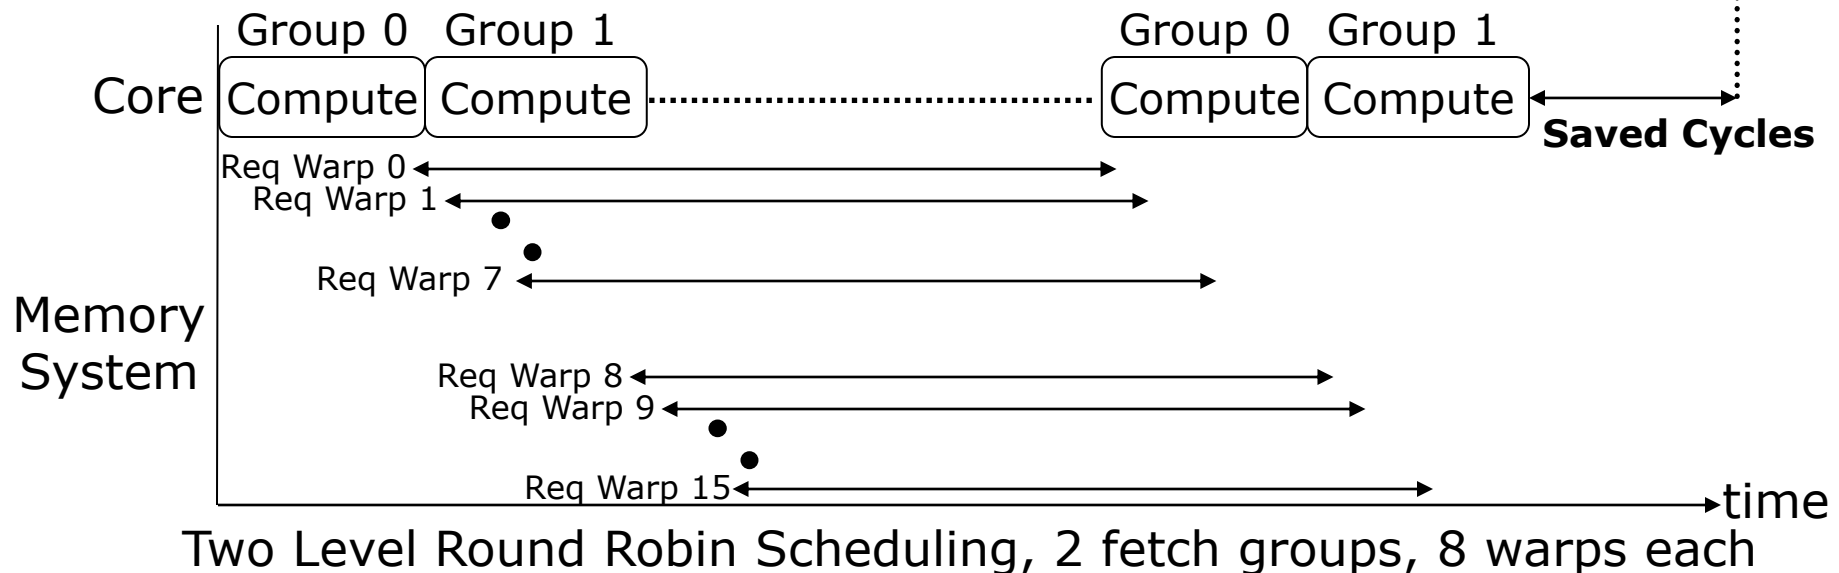 Group 0 Group 1 Group 0 Group 1
Core Compute Compute Compute Compute
Saved Cycles
Req Warp 0
Req Warp 1
Req Warp 7
Memory
System
Req Warp 8
Req Warp 9
Req Warp 15
time
Two Level Round Robin Scheduling, 2 fetch groups, 8 warps each